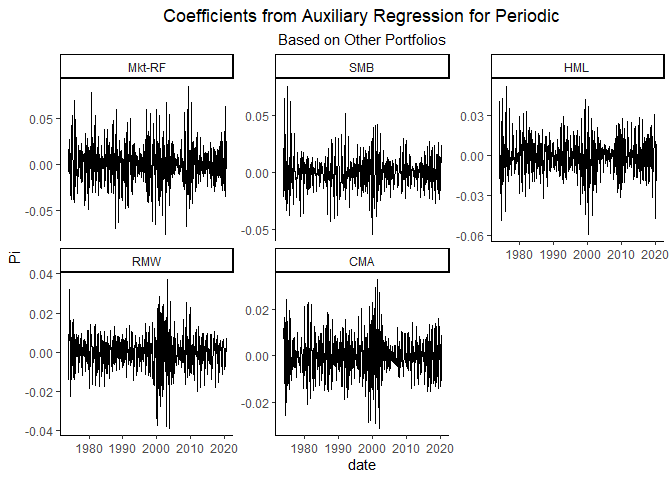 Coefficients from Auxiliary Regression for Periodic
Based on Other Portfolios
Mkt-RF
SMB
HML
0.05
0.00
-0.05
0.05
0.00
-0.05
0.03
0.00
-0.03
-0.06
1980 1990 2000 2010 2020
RMW
CMA
0.04
0.02
0.00
-0.02
-0.04
0.02
0.00
-0.02
1980 1990 2000 2010 2020
1980 1990 2000 2010 2020
Pi
date